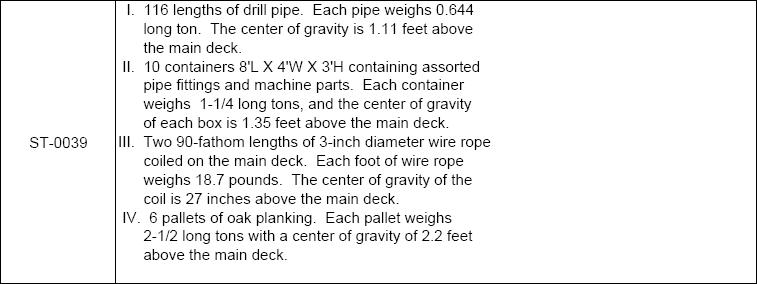 I. 116 lengths of drill pipe. Each pipe weighs 0.644
long ton. The center of gravity is 1.11 feet above
the main deck.
II. 10 containers 8'L X 4'W X 3'H containing assorted
pipe fittings and machine parts. Each container
weighs 1-1/4 long tons, and the center of gravity
of each box is 1.35 feet above the main deck.
ST-0039
III. Two 90-fathom lengths of 3-inch diameter wire rope
coiled on the main deck. Each foot of wire rope
weighs 18.7 pounds. The center of gravity of the
coil is 27 inches above the main deck.
IV. 6 pallets of oak planking. Each pallet weighs
2-1/2 long tons with a center of gravity of 2.2 feet
above the main deck.